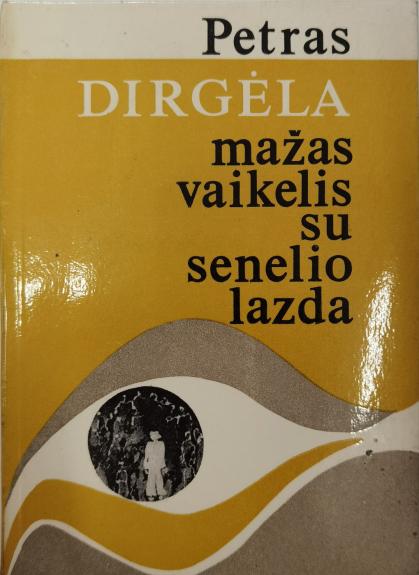 Petras
DIRGĖLA
mažas
vaikelis
su
senelio
lazda